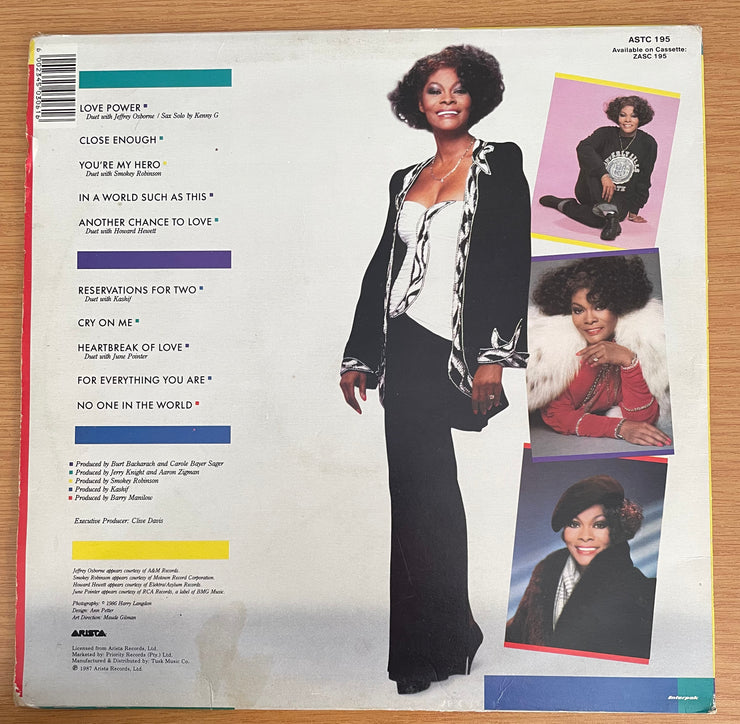 6 002345 030616
ASTC 195
Available on Cassette:
ZASC 195
LOVE POWER
Duet with Jeffrey Osborne / Sax Solo by Kenny G
CLOSE ENOUGH
YOU'RE MY HERO
Duet with Smokey Robinson
IN A WORLD SUCH AS THIS
ANOTHER CHANCE TO LOVE
Duet with Howard Hewett
RESERVATIONS FOR TWO
Duet with Kashif
CRY ON ME
HEARTBREAK OF LOVE
Duet with June Pointer
FOR EVERYTHING YOU ARE
NO ONE IN THE WORLD
Produced by Burt Bacharach and Carole Bayer Sager
Produced by Jerry Knight and Aaron Zigman
Produced by Smokey Robinson
Produced by Kashif
Produced by Barry Manilow
Executive Producer: Clive Davis
Jeffrey Osborne appears courtesy of A&M Records.
Smokey Robinson appears courtesy of Motown Record Corporation.
Howard Hewett appears courtesy of Elektra/Asylum Records.
June Pointer appears courtesy of RCA Records, a label of BMG Music.
Photography: © 1986 Harry Langdon
Design: Ann Petter
Art Direction: Maude Gilman
ARISTA
Licensed from Arista Records, Ltd.
Marketed by: Priority Records (Pty.) Ltd.
Manufactured & Distributed by: Tusk Music Co.
℗ 1987 Arista Records, Ltd.
BEVERLY HILLS
Interpak